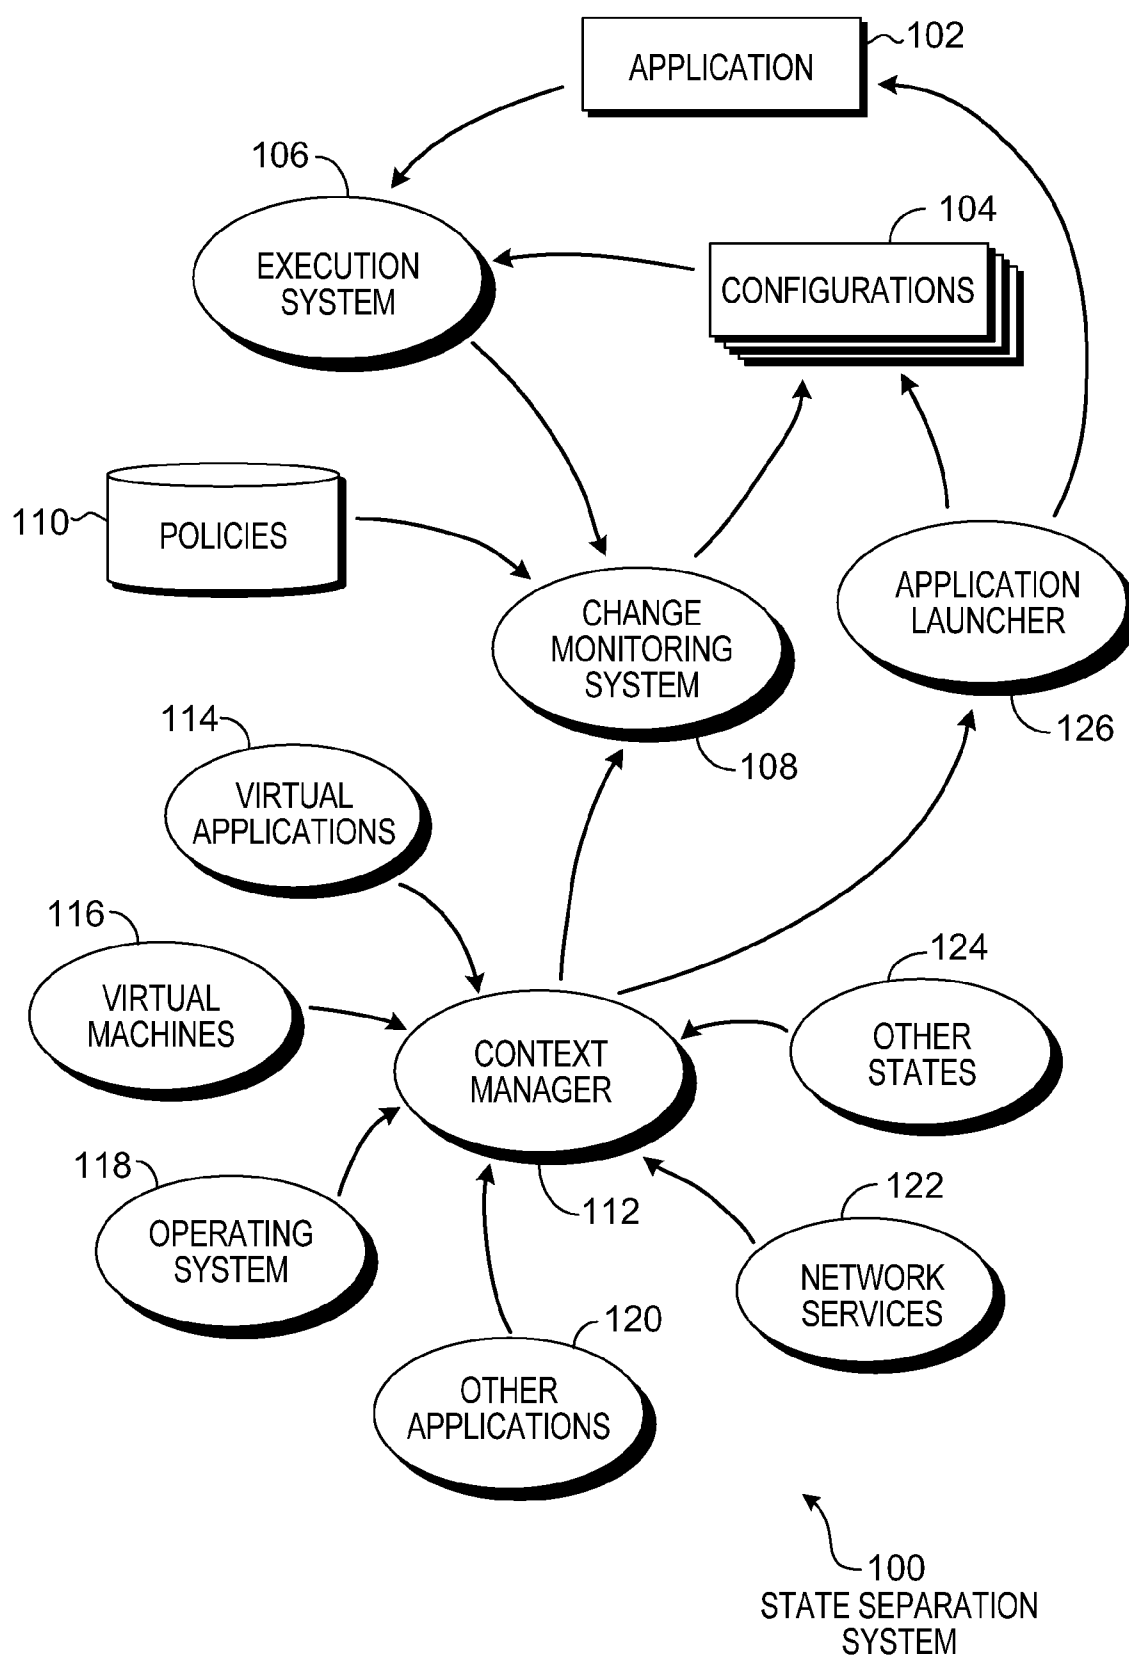 102
APPLICATION
106
104
EXECUTION
SYSTEM
CONFIGURATIONS
110
POLICIES
CHANGE
MONITORING
SYSTEM
APPLICATION
LAUNCHER
126
108
114
VIRTUAL
APPLICATIONS
116
VIRTUAL
MACHINES
CONTEXT
MANAGER
124
OTHER
STATES
118
OPERATING
SYSTEM
112
122
NETWORK
SERVICES
120
OTHER
APPLICATIONS
100
STATE SEPARATION
SYSTEM